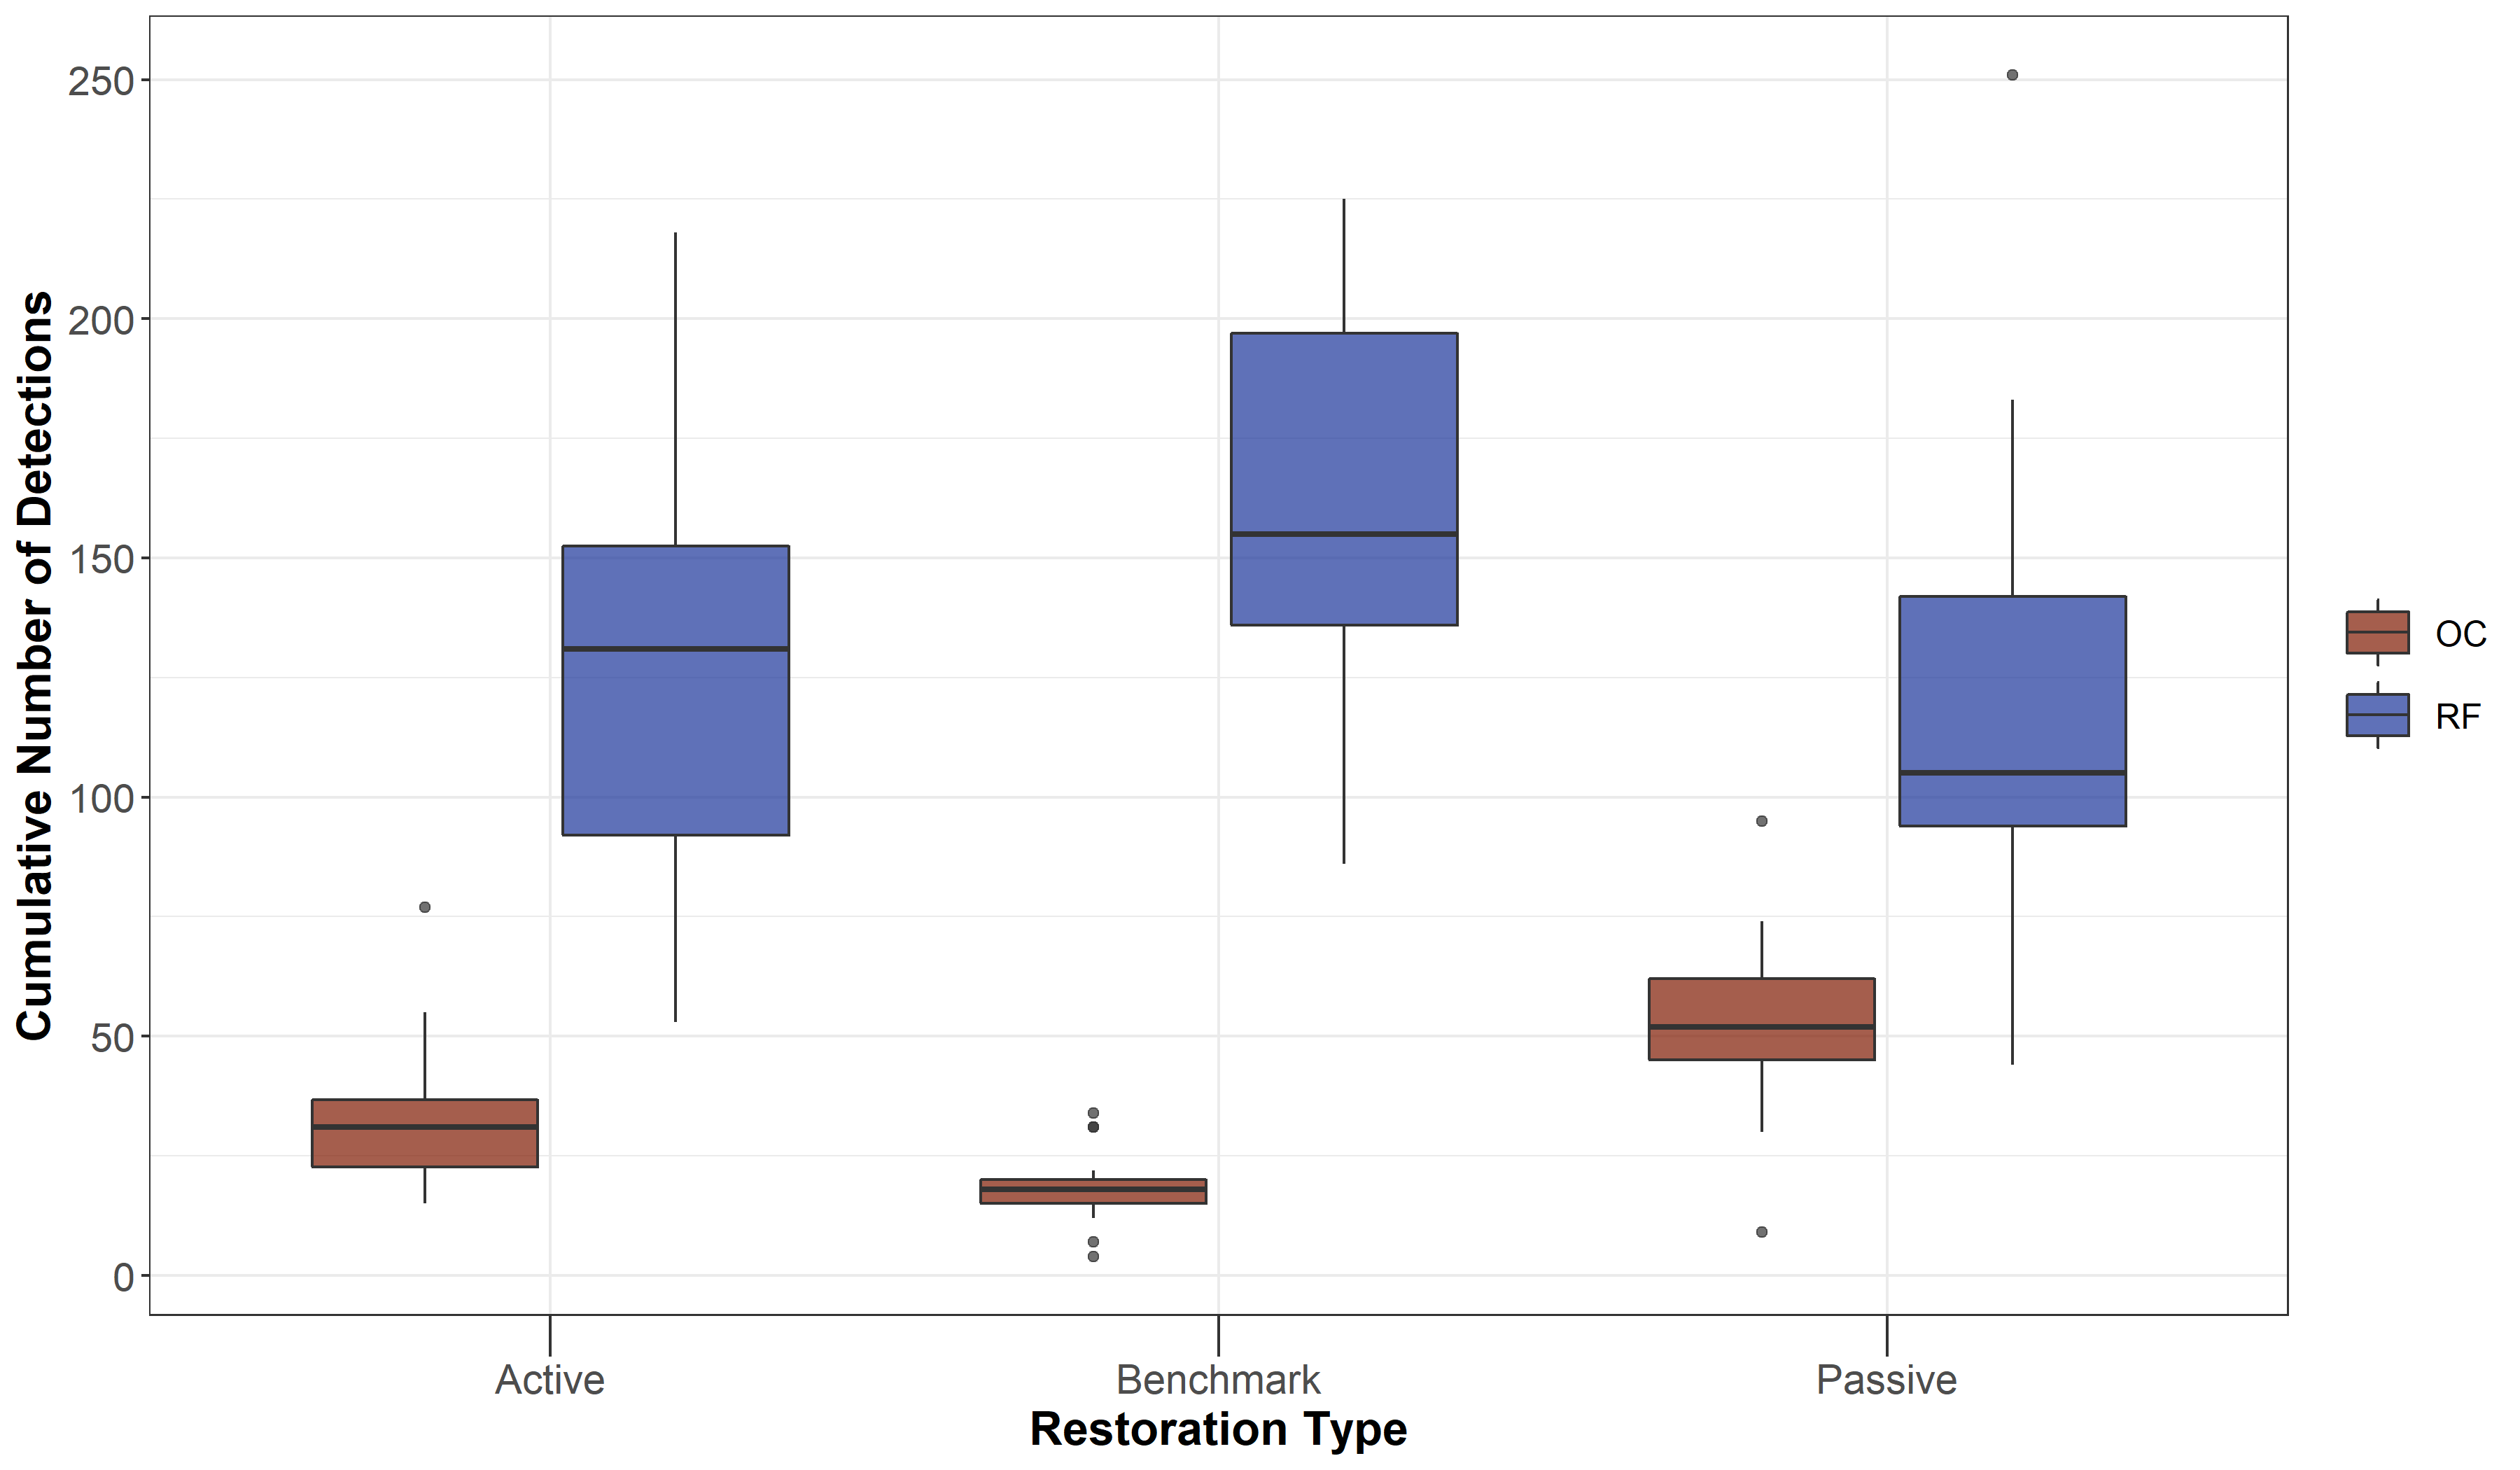 Cumulative Number of Detections
250
200
150
100
50
0
Active
Benchmark
Passive
Restoration Type
OC
RF